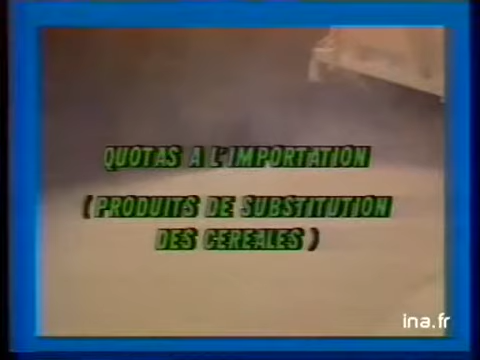 QUOTAS A L'IMPORTATION
(PRODUITS DE SUBSTITUTION
DES CEREALES)
ina.fr